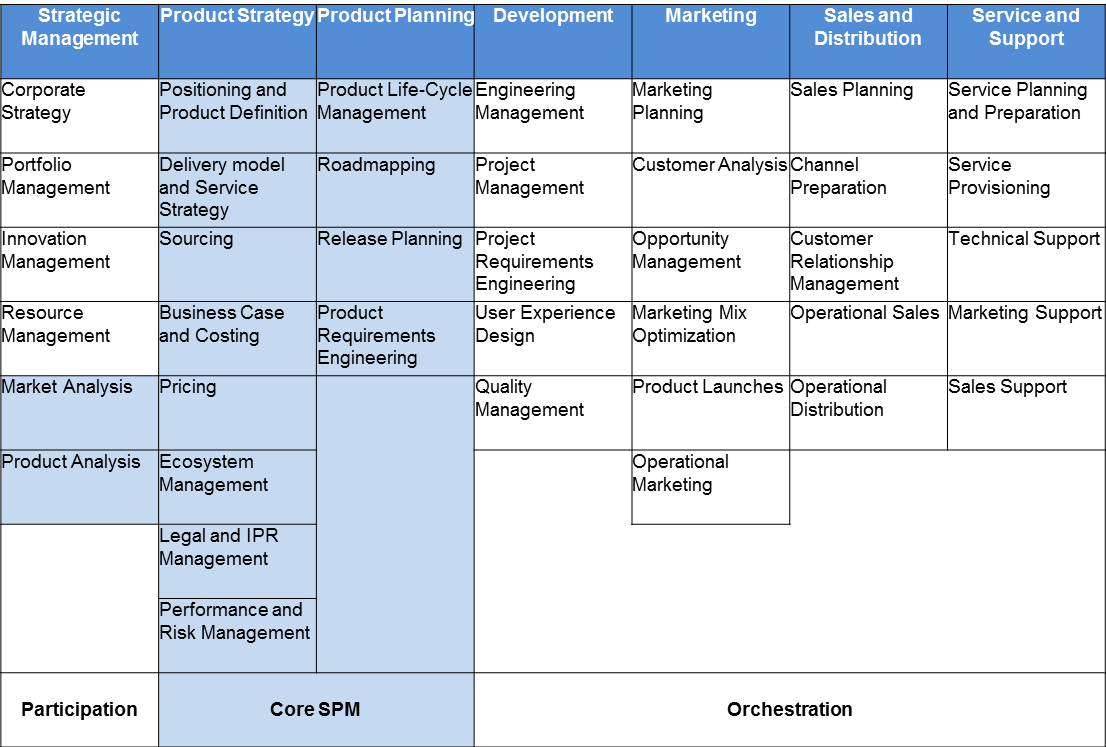 Strategic
Management
Product Strategy
Product Planning
Development
Marketing
Sales and
Distribution
Service and
Support
Corporate
Strategy
Positioning and
Product Definition
Product Life-Cycle
Management
Engineering
Management
Marketing
Planning
Sales Planning
Service Planning
and Preparation
Portfolio
Management
Delivery model
and Service
Strategy
Roadmapping
Project
Management
Customer Analysis
Channel
Preparation
Service
Provisioning
Innovation
Management
Sourcing
Release Planning
Project
Requirements
Engineering
Opportunity
Management
Customer
Relationship
Management
Technical Support
Resource
Management
Business Case
and Costing
Product
Requirements
Engineering
User Experience
Design
Marketing Mix
Optimization
Operational Sales
Marketing Support
Market Analysis
Pricing
Quality
Management
Product Launches
Operational
Distribution
Sales Support
Product Analysis
Ecosystem
Management
Operational
Marketing
Legal and IPR
Management
Performance and
Risk Management
Participation
Core SPM
Orchestration